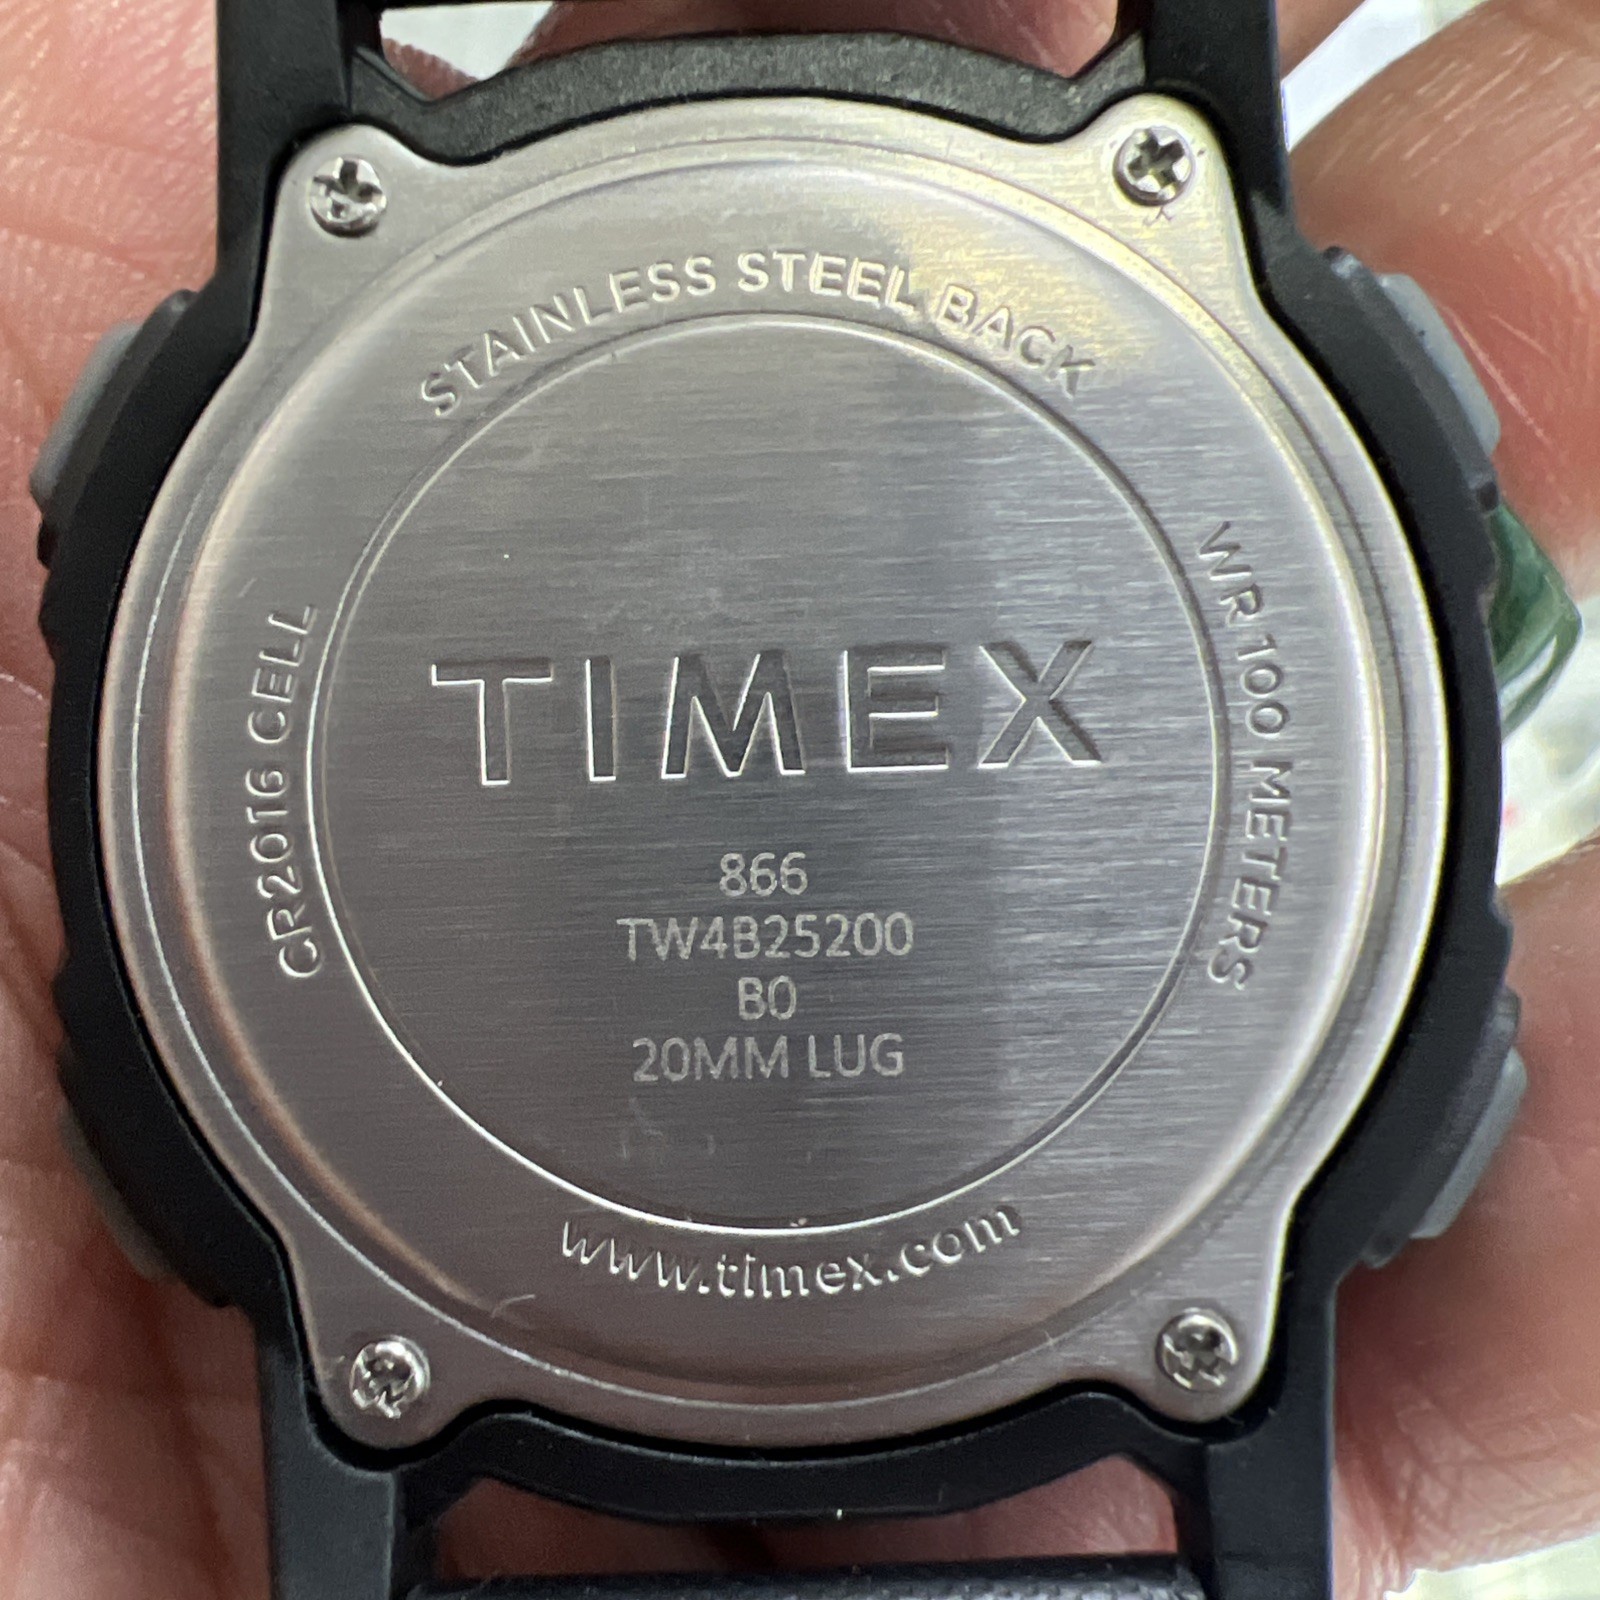 STAINLESS STEEL BACK
CR2016 CELL
WR 100 METERS
TIMEX
866
TW4B25200
B0
20MM LUG
www.timex.com